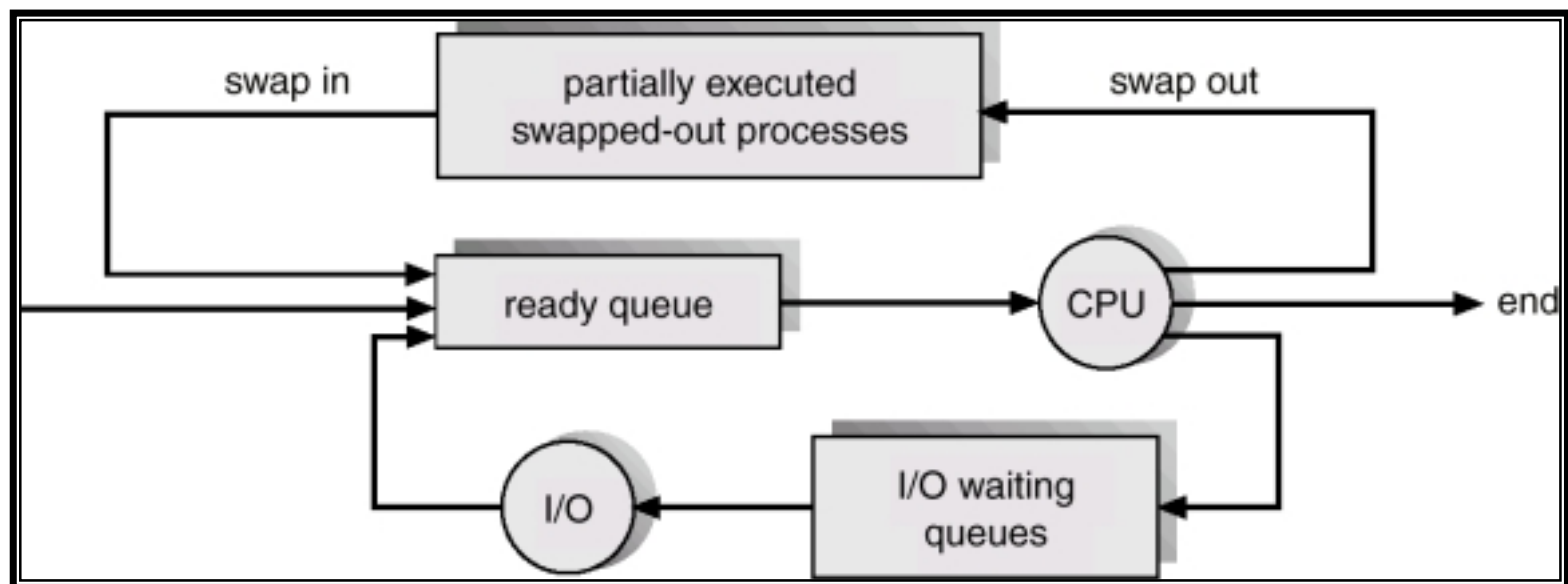 swap in
partially executed
swapped-out processes
swap out
ready queue
CPU
end
I/O
I/O waiting
queues